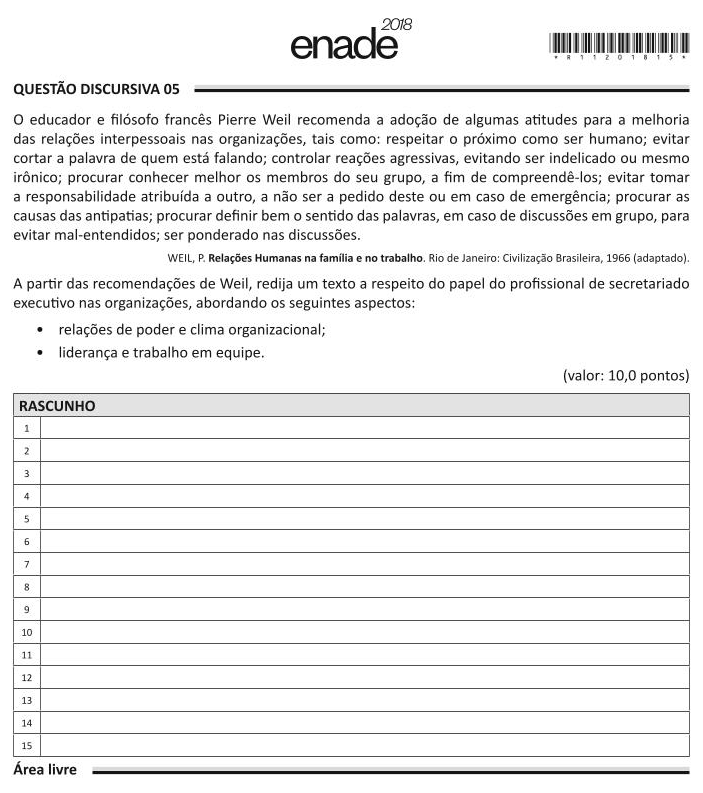 enade 2018
*R1120181S*
QUESTÃO DISCURSIVA 05
O educador e filósofo francês Pierre Weil recomenda a adoção de algumas atitudes para a melhoria
das relações interpessoais nas organizações, tais como: respeitar o próximo como ser humano; evitar
cortar a palavra de quem está falando; controlar reações agressivas, evitando ser indelicado ou mesmo
irônico; procurar conhecer melhor os membros do seu grupo, a fim de compreendê-los; evitar tomar
a responsabilidade atribuída a outro, a não ser a pedido deste ou em caso de emergência; procurar as
causas das antipatias; procurar definir bem o sentido das palavras, em caso de discussões em grupo, para
evitar mal-entendidos; ser ponderado nas discussões.
WEIL, P. Relações Humanas na família e no trabalho. Rio de Janeiro: Civilização Brasileira, 1966 (adaptado).
A partir das recomendações de Weil, redija um texto a respeito do papel do profissional de secretariado
executivo nas organizações, abordando os seguintes aspectos:
• relações de poder e clima organizacional;
• liderança e trabalho em equipe.
(valor: 10,0 pontos)
RASCUNHO
1
2
3
4
5
6
7
8
9
10
11
12
13
14
15
Área livre